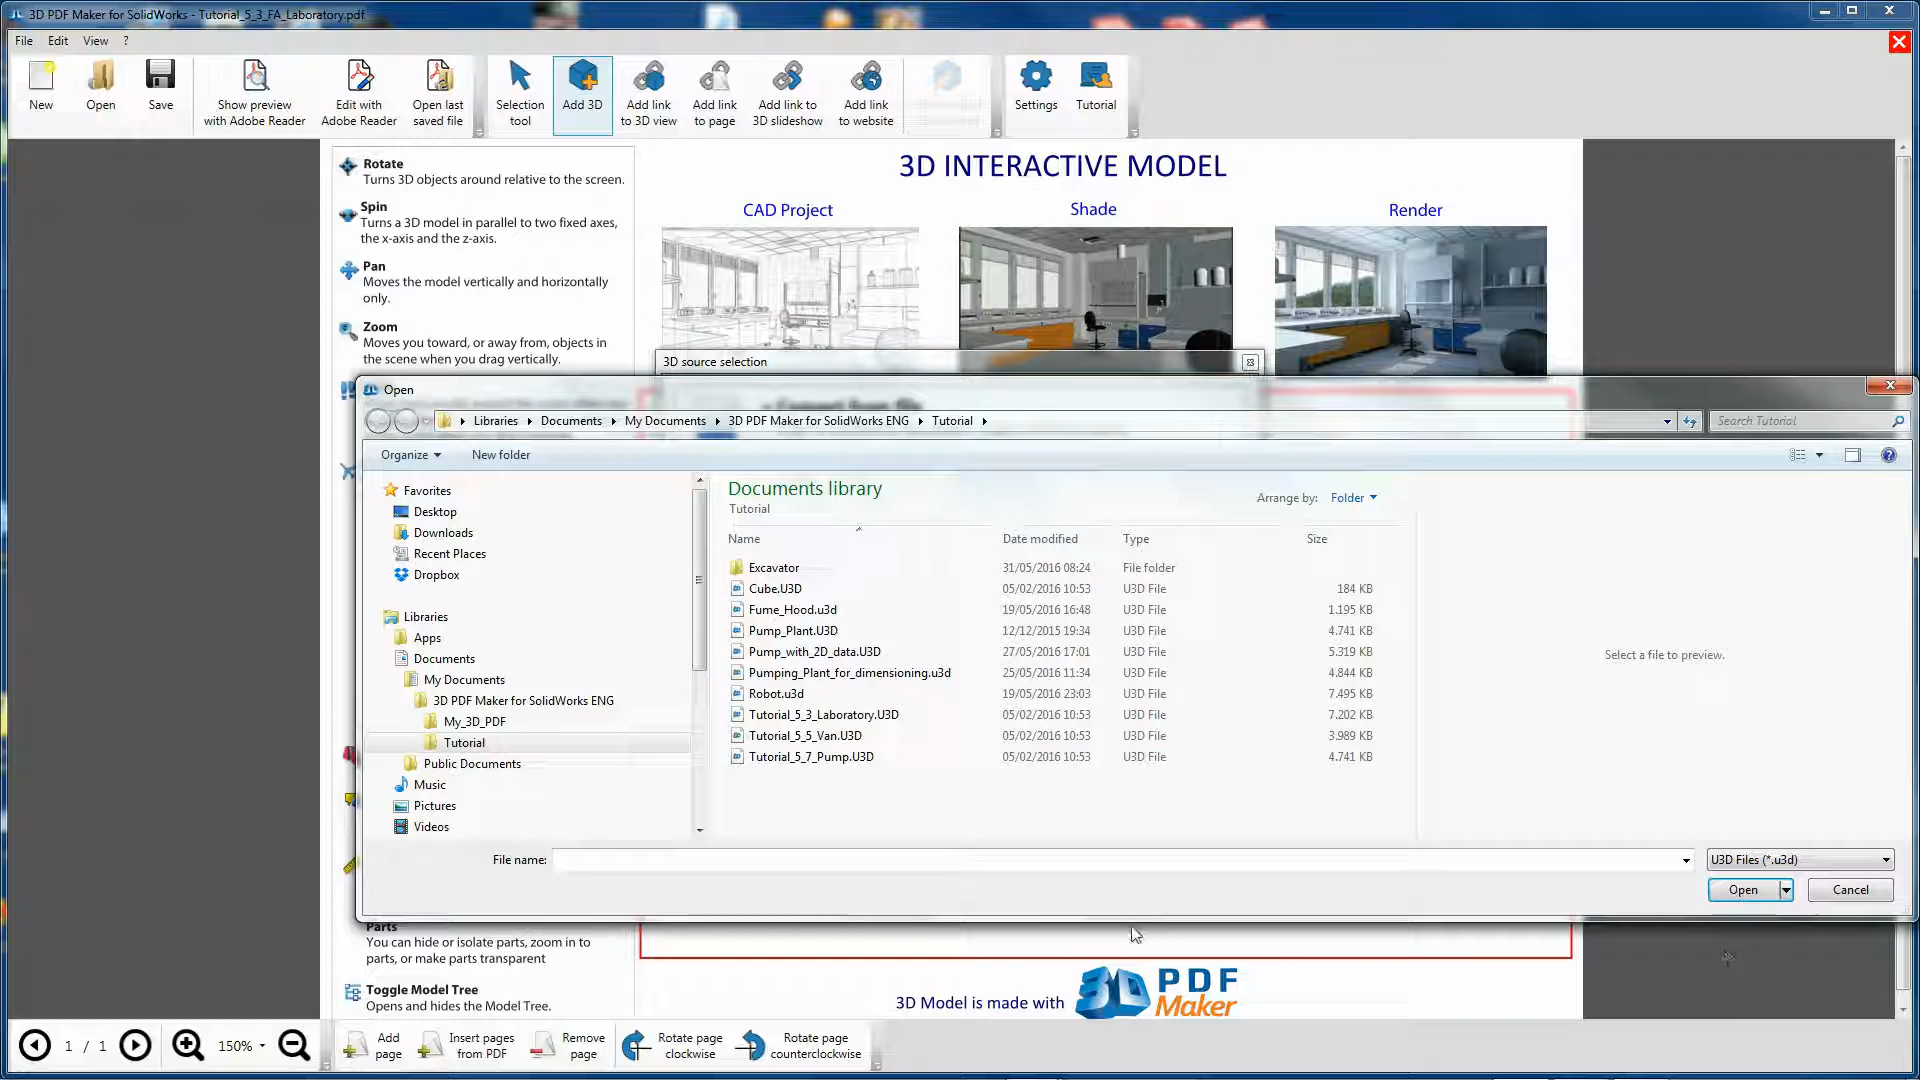 3D PDF Maker for SolidWorks - Tutorial_5_3_FA_Laboratory.pdf
File Edit View ?
New
Open
Save
Show preview
with Adobe Reader
Edit with
Adobe Reader
Open last
saved file
Selection
tool
Add 3D
Add link
to 3D view
Add link
to page
Add link to
3D slideshow
Add link
to website
Settings
Tutorial
Rotate
Turns 3D objects around relative to the screen.
Spin
Turns a 3D model in parallel to two fixed axes,
the x-axis and the z-axis.
Pan
Moves the model vertically and horizontally
only.
Zoom
Moves you toward, or away from, objects in
the scene when you drag vertically.
3D INTERACTIVE MODEL
CAD Project
Shade
Render
3D source selection
Open
Libraries Documents My Documents 3D PDF Maker for SolidWorks ENG Tutorial
Search Tutorial
Organize
New folder
Favorites
Desktop
Downloads
Recent Places
Dropbox
Libraries
Apps
Documents
My Documents
3D PDF Maker for SolidWorks ENG
My_3D_PDF
Tutorial
Public Documents
Music
Pictures
Videos
Documents library
Tutorial
Arrange by: Folder
Name Date modified Type Size
Excavator 31/05/2016 08:24 File folder
Cube.U3D 05/02/2016 10:53 U3D File 184 KB
Fume_Hood.u3d 19/05/2016 16:48 U3D File 1.195 KB
Pump_Plant.U3D 12/12/2015 19:34 U3D File 4.741 KB
Pump_with_2D_data.U3D 27/05/2016 17:01 U3D File 5.319 KB
Pumping_Plant_for_dimensioning.u3d 25/05/2016 11:34 U3D File 4.844 KB
Robot.u3d 19/05/2016 23:03 U3D File 7.495 KB
Tutorial_5_3_Laboratory.U3D 05/02/2016 10:53 U3D File 7.202 KB
Tutorial_5_5_Van.U3D 05/02/2016 10:53 U3D File 3.989 KB
Tutorial_5_7_Pump.U3D 05/02/2016 10:53 U3D File 4.741 KB
Select a file to preview.
File name:
U3D Files (*.u3d)
Open
Cancel
Parts
You can hide or isolate parts, zoom in to
parts, or make parts transparent
Toggle Model Tree
Opens and hides the Model Tree.
3D Model is made with
3D PDF
Maker
1 / 1
150%
Add
page
Insert pages
from PDF
Remove
page
Rotate page
clockwise
Rotate page
counterclockwise